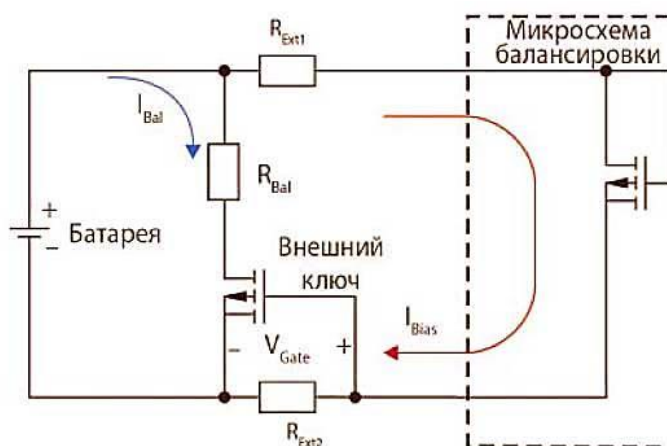 R_Ext1
Микросхема
балансировки
I_Bal
R_Bal
+
−
Батарея
Внешний
ключ
I_Bias
− V_Gate +
R_Ext2